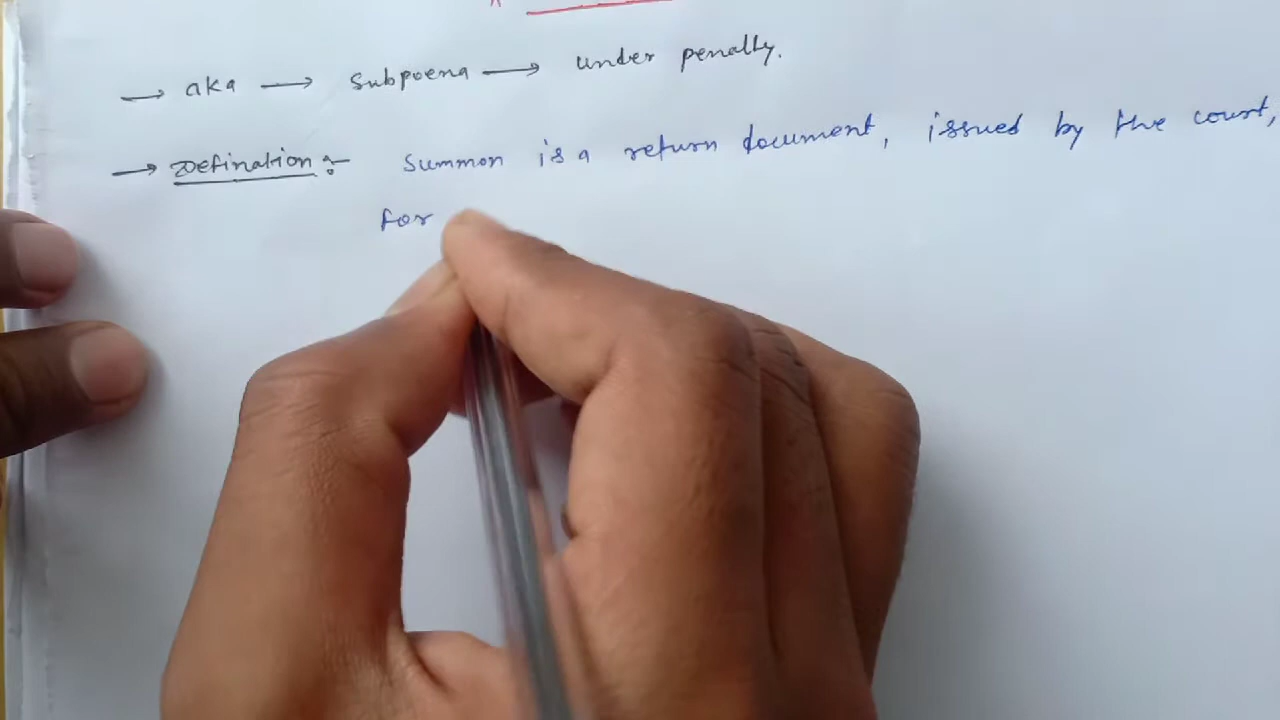 → aka → Subpoena → under penalty.
→ Defination :- Summon is a return document, issued by the court,
for